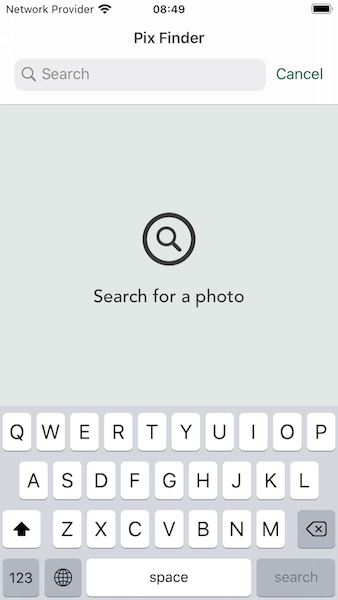 Network Provider 08:49
Pix Finder
Search Cancel
Search for a photo
Q W E R T Y U I O P
A S D F G H J K L
Z X C V B N M
123 space search